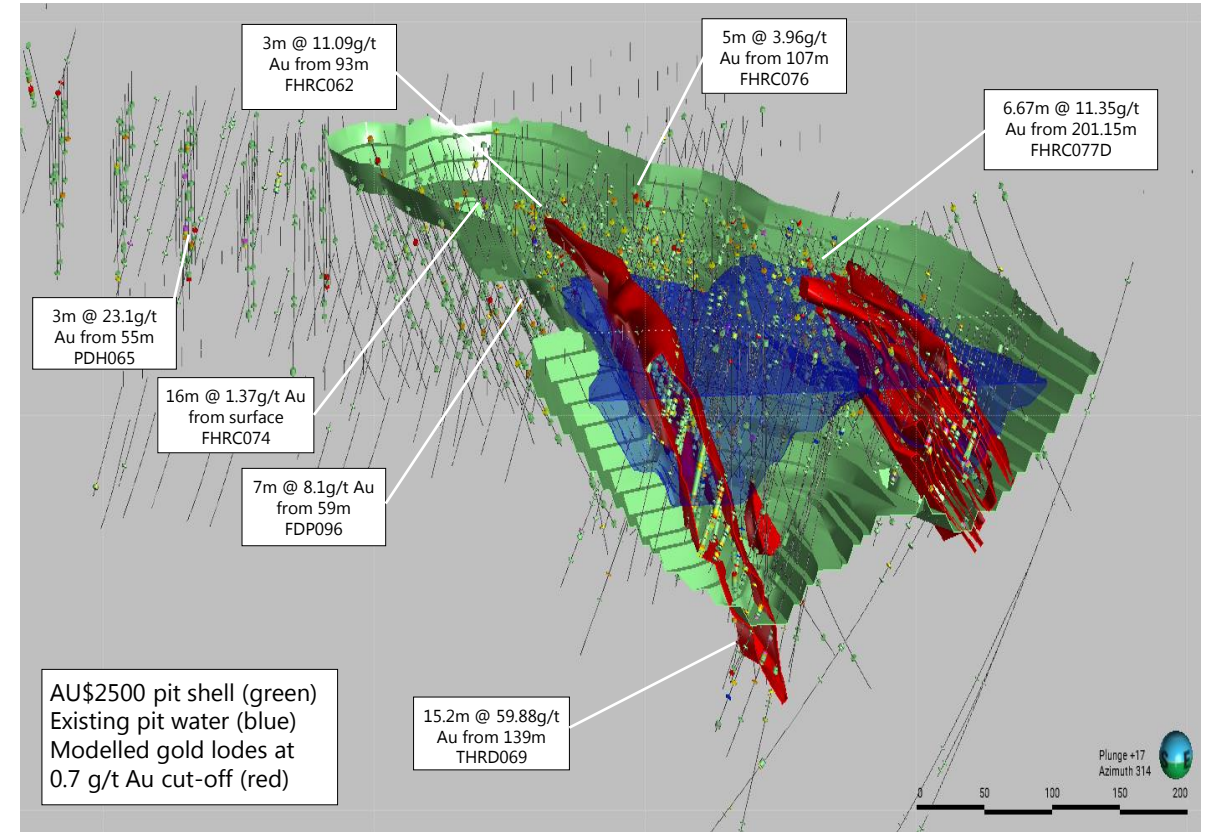 3m @ 11.09g/t
Au from 93m
FHRC062
5m @ 3.96g/t
Au from 107m
FHRC076
6.67m @ 11.35g/t
Au from 201.15m
FHRC077D
3m @ 23.1g/t
Au from 55m
PDH065
16m @ 1.37g/t Au
from surface
FHRC074
7m @ 8.1g/t Au
from 59m
FDP096
15.2m @ 59.88g/t
Au from 139m
THRD069
AU$2500 pit shell (green)
Existing pit water (blue)
Modelled gold lodes at
0.7 g/t Au cut-off (red)
Plunge +17
Azimuth 314
S E
0 50 100 150 200